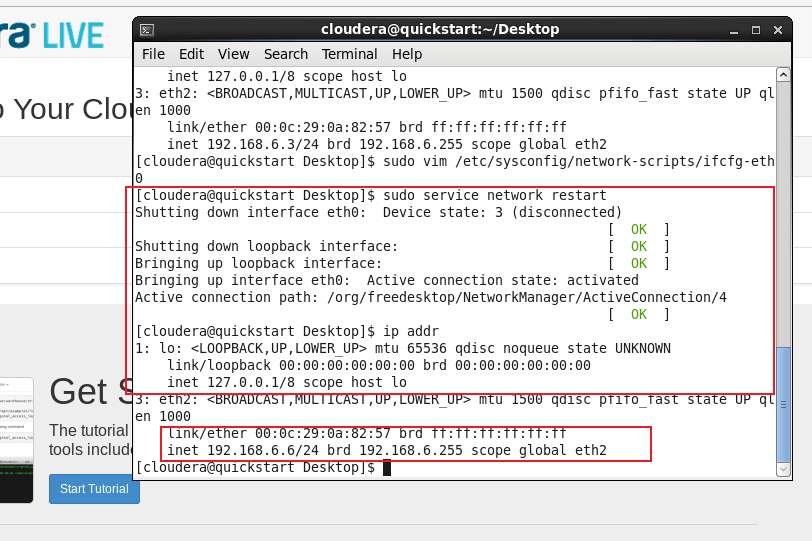 cloudera@quickstart:~/Desktop
File Edit View Search Terminal Help
inet 127.0.0.1/8 scope host lo
3: eth2: <BROADCAST,MULTICAST,UP,LOWER_UP> mtu 1500 qdisc pfifo_fast state UP ql
en 1000
link/ether 00:0c:29:0a:82:57 brd ff:ff:ff:ff:ff:ff
inet 192.168.6.3/24 brd 192.168.6.255 scope global eth2
[cloudera@quickstart Desktop]$ sudo vim /etc/sysconfig/network-scripts/ifcfg-eth
0
[cloudera@quickstart Desktop]$ sudo service network restart
Shutting down interface eth0:  Device state: 3 (disconnected)
[  OK  ]
Shutting down loopback interface: [  OK  ]
Bringing up loopback interface: [  OK  ]
Bringing up interface eth0:  Active connection state: activated
Active connection path: /org/freedesktop/NetworkManager/ActiveConnection/4
[  OK  ]
[cloudera@quickstart Desktop]$ ip addr
1: lo: <LOOPBACK,UP,LOWER_UP> mtu 65536 qdisc noqueue state UNKNOWN
link/loopback 00:00:00:00:00:00 brd 00:00:00:00:00:00
inet 127.0.0.1/8 scope host lo
3: eth2: <BROADCAST,MULTICAST,UP,LOWER_UP> mtu 1500 qdisc pfifo_fast state UP ql
en 1000
link/ether 00:0c:29:0a:82:57 brd ff:ff:ff:ff:ff:ff
inet 192.168.6.6/24 brd 192.168.6.255 scope global eth2
[cloudera@quickstart Desktop]$
ra LIVE
o Your Clou
Get S
The tutorial
tools include
Start Tutorial